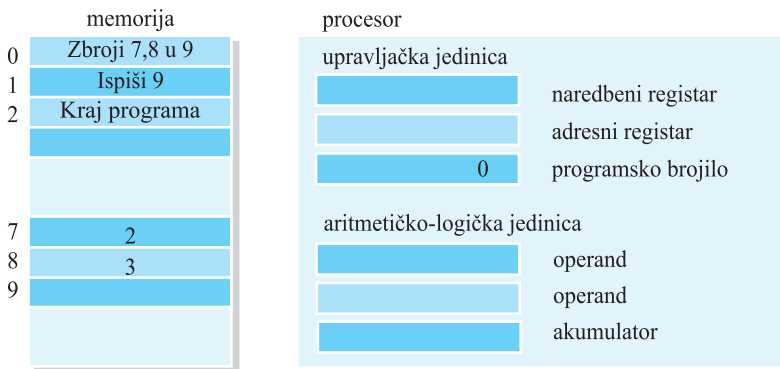 memorija
0 Zbroji 7,8 u 9
1 Ispiši 9
2 Kraj programa
7 2
8 3
9
procesor
upravljačka jedinica
naredbeni registar
adresni registar
0 programsko brojilo
aritmetičko-logička jedinica
operand
operand
akumulator